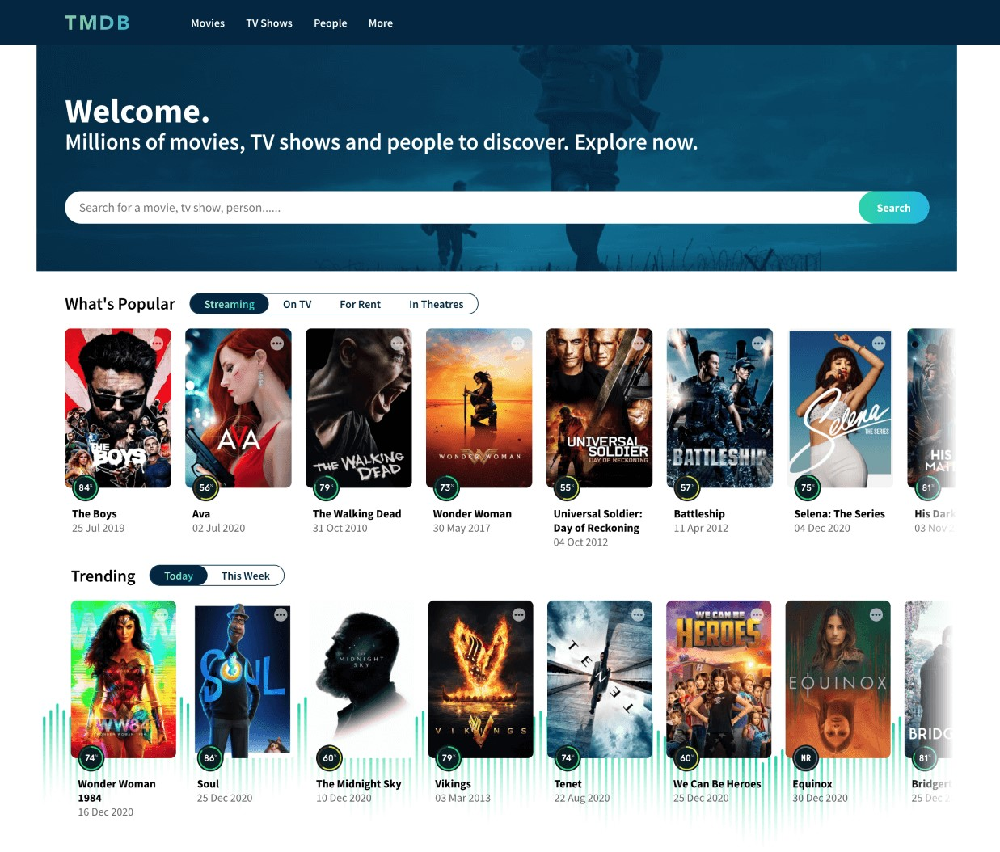 TMDB
Movies TV Shows People More
Welcome.
Millions of movies, TV shows and people to discover. Explore now.
Search for a movie, tv show, person......
Search
What's Popular
Streaming On TV For Rent In Theatres
THE
BOYS
AVA
THE WALKING
DEAD
WONDER WOMAN
UNIVERSAL
SOLDIER
DAY OF RECKONING
BATTLESHIP
Selena
THE SERIES
HIS
MAT
84% 56% 79% 73% 55% 57% 75% 81%
The Boys
25 Jul 2019
Ava
02 Jul 2020
The Walking Dead
31 Oct 2010
Wonder Woman
30 May 2017
Universal Soldier:
Day of Reckoning
04 Oct 2012
Battleship
11 Apr 2012
Selena: The Series
04 Dec 2020
His Dark
03 Nov 2
Trending
Today This Week
WW84
WONDER WOMAN 1984
SOUL
THE
MIDNIGHT
SKY
VIKINGS
TENET
WE CAN BE
HEROES
EQUINOX
BRIDG
74% 86% 60% 79% 74% 60% NR 81%
Wonder Woman
1984
16 Dec 2020
Soul
25 Dec 2020
The Midnight Sky
10 Dec 2020
Vikings
03 Mar 2013
Tenet
22 Aug 2020
We Can Be Heroes
25 Dec 2020
Equinox
30 Dec 2020
Bridgert
25 Dec 2